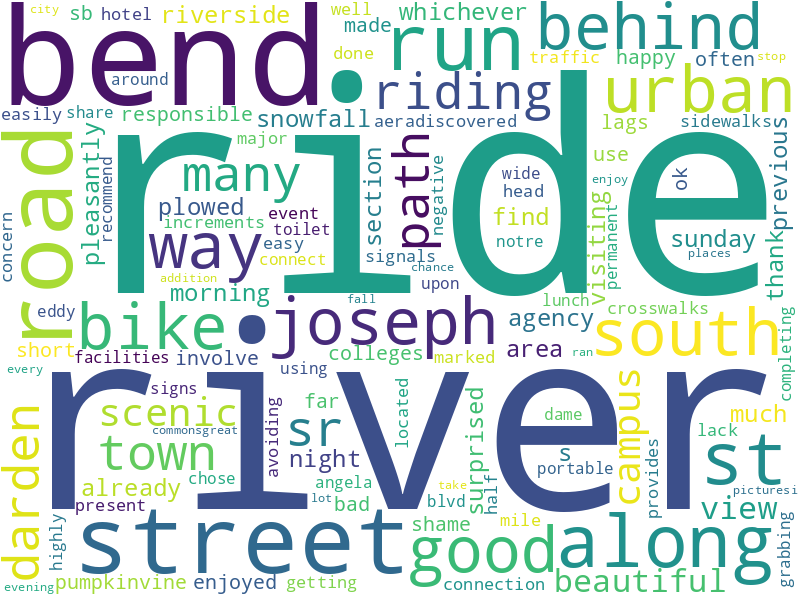 city
sb
hotel
riverside
well
whichever
made
done
bend
run
behind
traffic
happy
often
around
riding
urban
easily
share
responsible
snowfall
aeradiscovered
lags
sidewalks
road
pleasantly
recommend
ride
major
many
section
path
negative
wide
head
use
enjoy
ok
previous
concern
plowed
increments
event
toilet
way
easy
connect
signals
find
notre
visiting
permanent
sunday
places
thank
addition
morning
chance
upon
eddy
bike
fall
joseph
lunch
agency
crosswalks
south
completing
short
facilities
involve
colleges
marked
area
ran
every
signs
using
river
darden
scenic
sr
far
located
surprised
dame
campus
much
town
commonsgreat
avoiding
night
s
portable
lack
st
already
chose
angela
bad
blvd
half
provides
picturesi
present
lot
take
stop
view
highly
street
shame
good
mile
along
grabbing
evening
pumpkinvine
enjoyed
getting
connection
beautiful